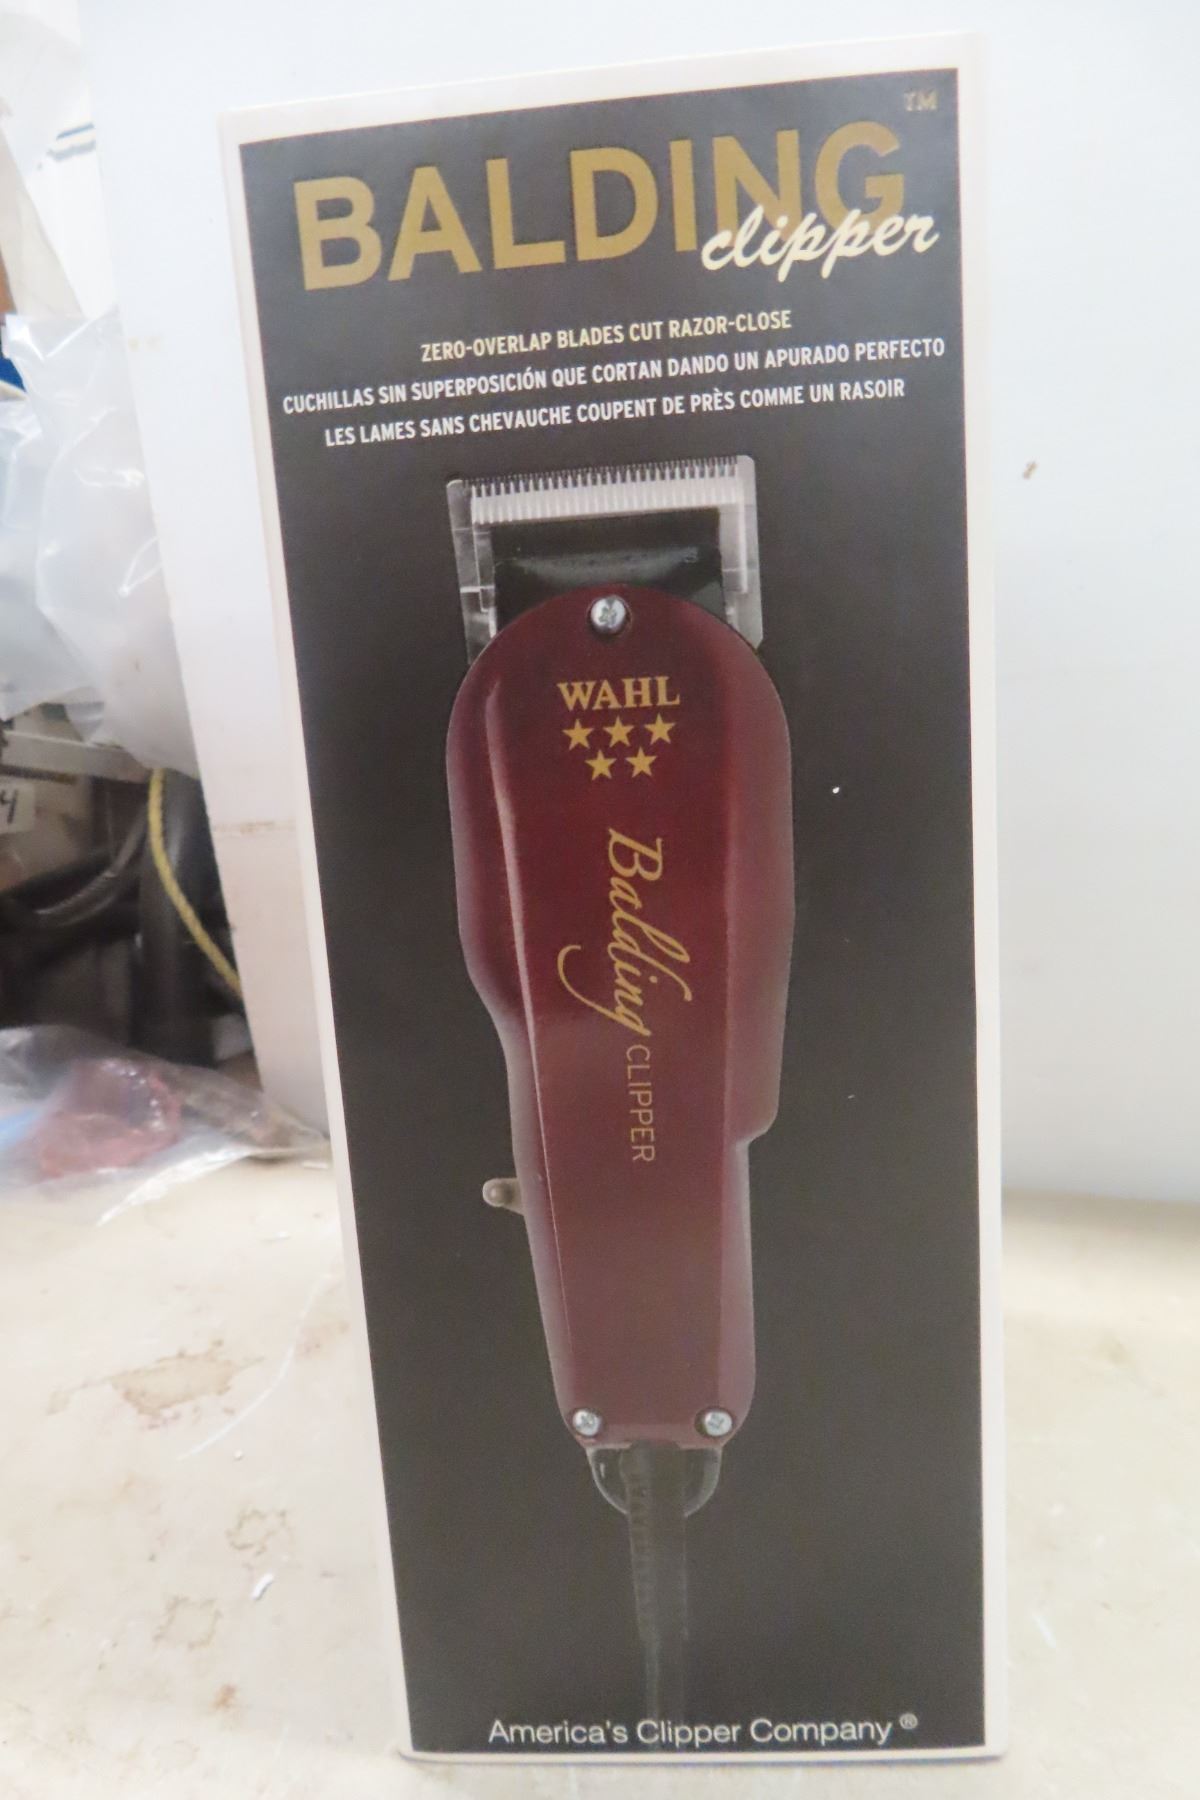 BALDING™
clipper
ZERO-OVERLAP BLADES CUT RAZOR-CLOSE
CUCHILLAS SIN SUPERPOSICIÓN QUE CORTAN DANDO UN APURADO PERFECTO
LES LAMES SANS CHEVAUCHE COUPENT DE PRÈS COMME UN RASOIR
WAHL
Balding CLIPPER
America's Clipper Company®